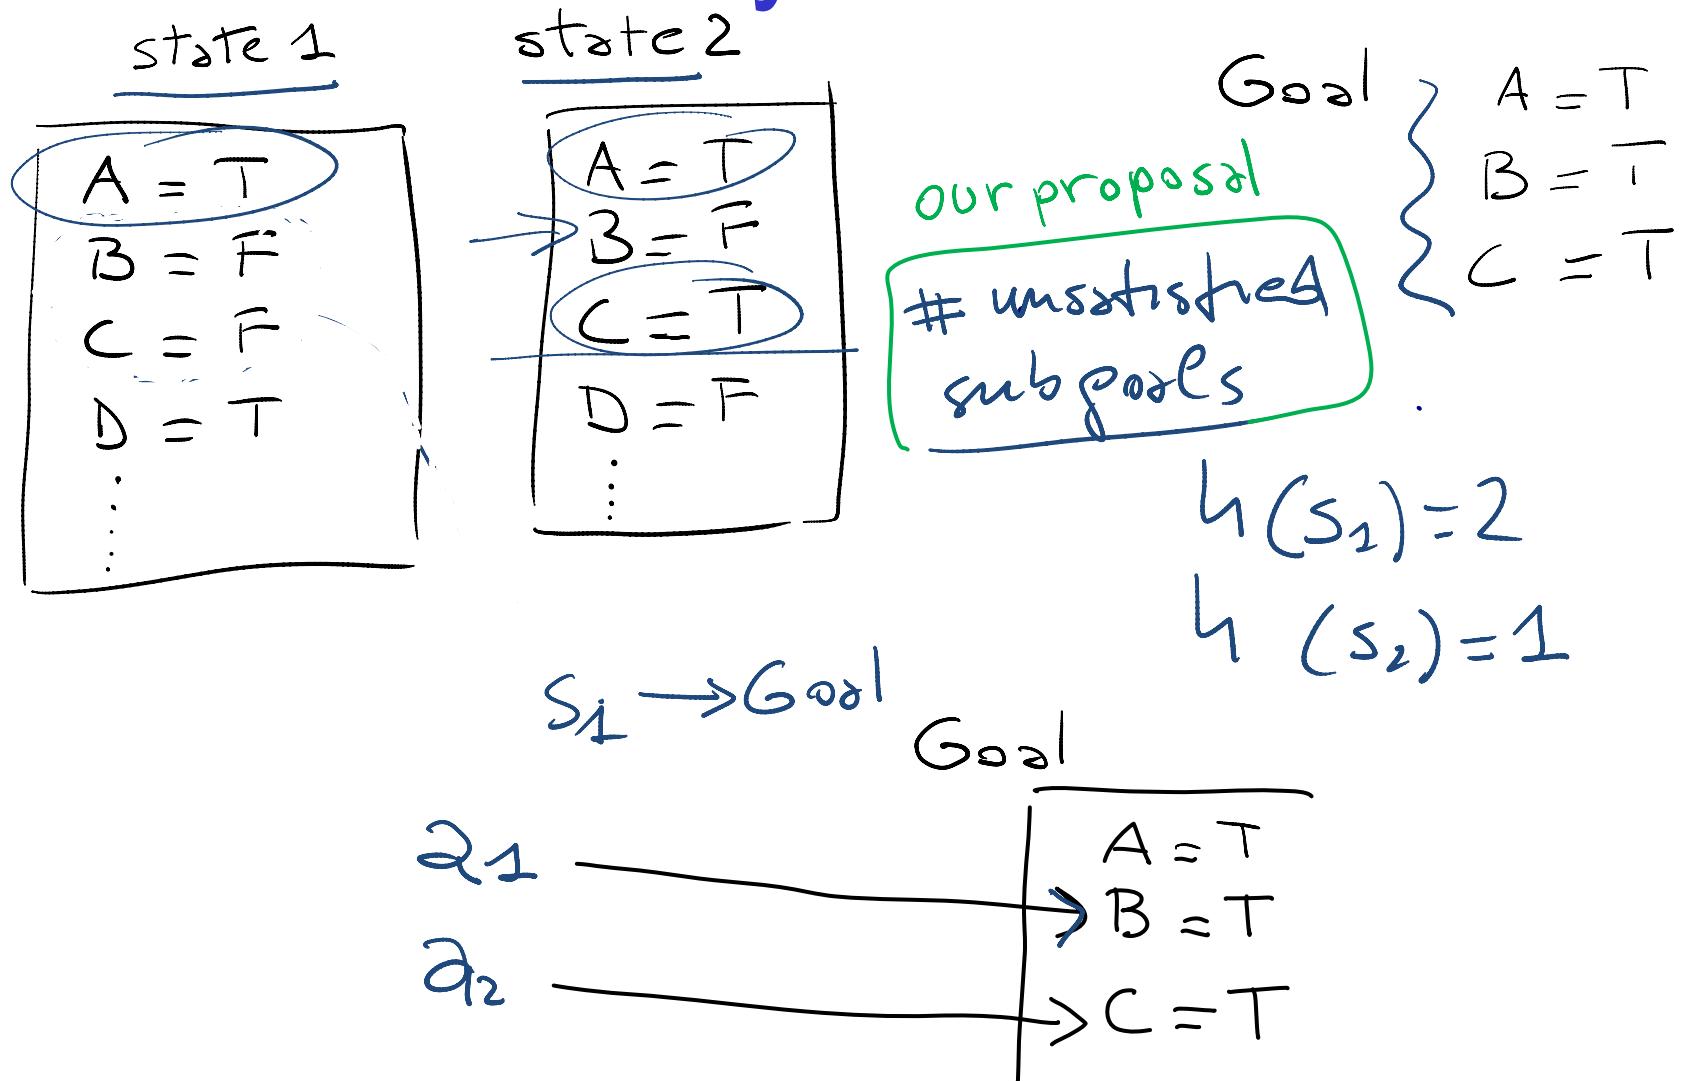 state 1
A = T
B = F
C = F
D = T
state 2
A = T
B = F
C = T
D = F
our proposal
# unsatisfied
subgoals
Goal
A = T
B = T
C = T
h (S1) = 2
h (S2) = 1
S1 → Goal
Goal
A = T
a1 → B = T
a2 → C = T